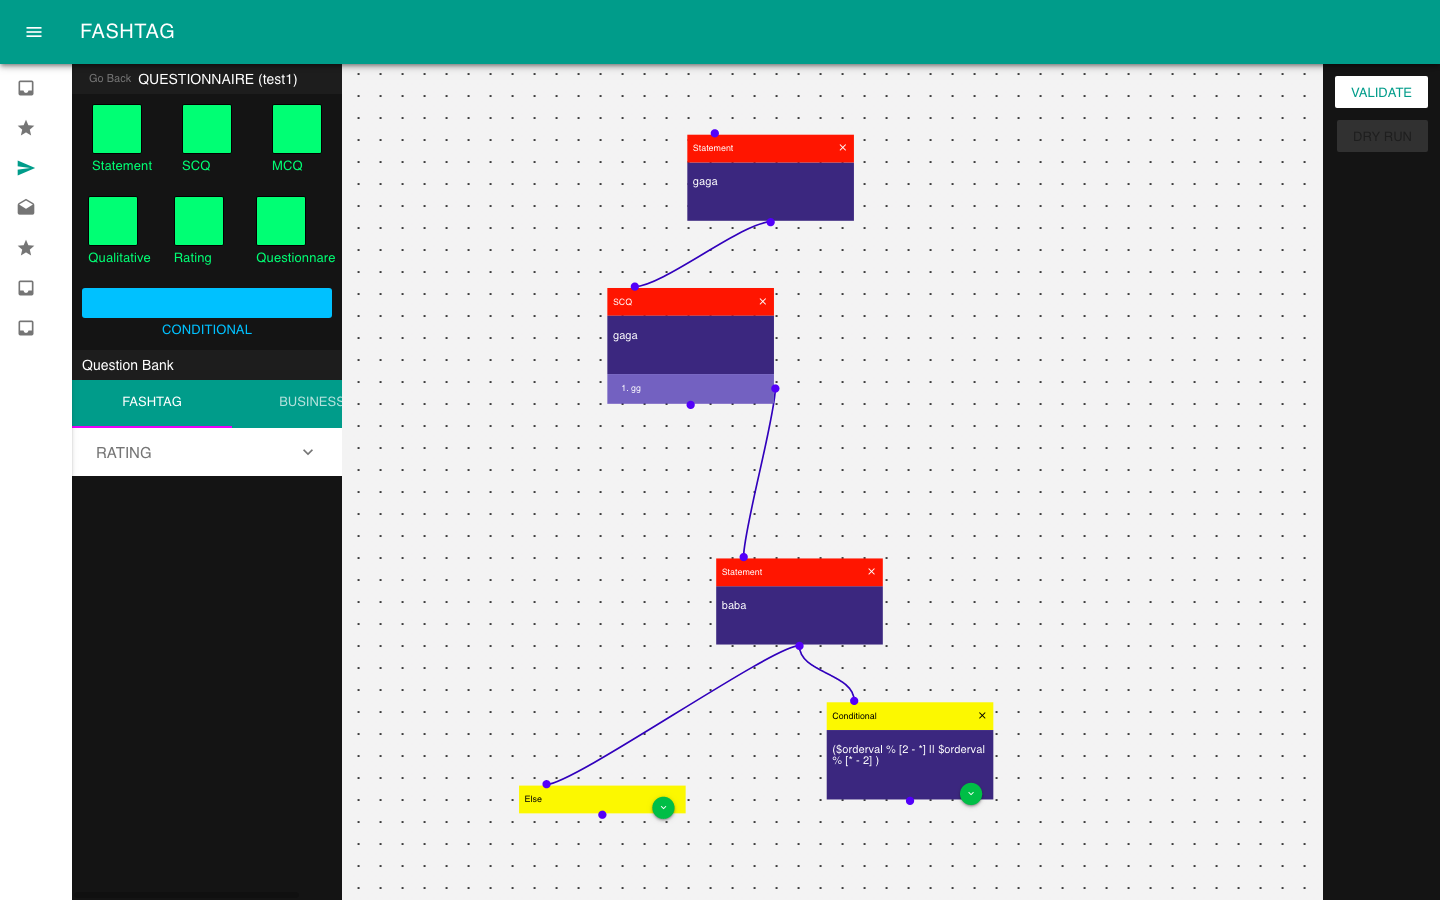 FASHTAG
Go Back QUESTIONNAIRE (test1)
VALIDATE
DRY RUN
Statement SCQ MCQ
Qualitative Rating Questionnare
CONDITIONAL
Question Bank
FASHTAG BUSINESS
RATING
Statement
gaga
SCQ
gaga
1. gg
Statement
baba
Conditional
($orderval % [2 - *] || $orderval
% [* - 2] )
Else